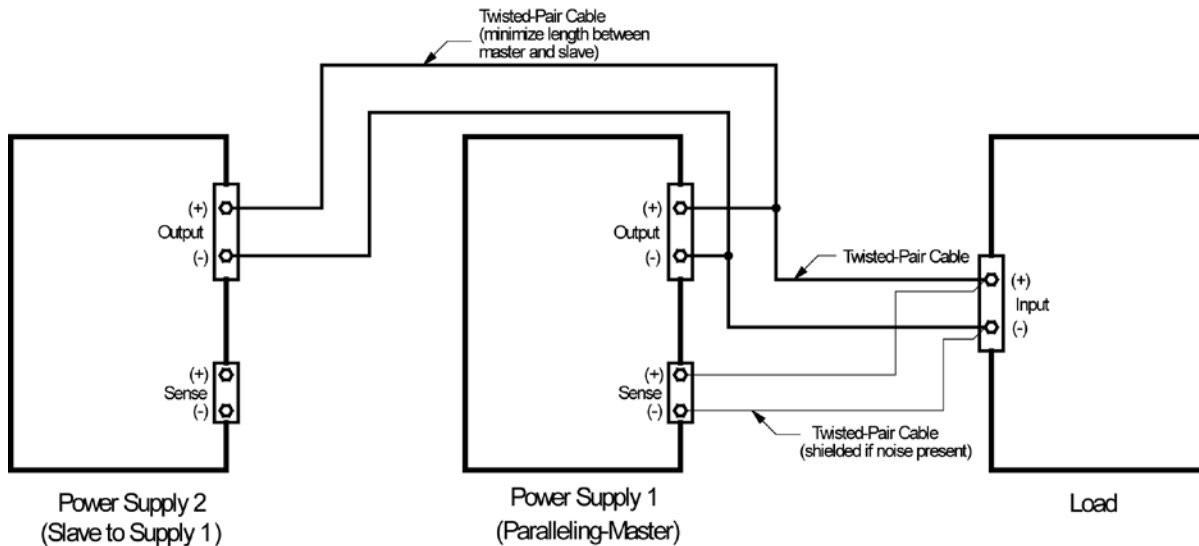 Twisted-Pair Cable
(minimize length between
master and slave)
(+)
Output
(-)
(+)
Sense
(-)
Power Supply 2
(Slave to Supply 1)
(+)
Output
(-)
(+)
Sense
(-)
Power Supply 1
(Paralleling-Master)
Twisted-Pair Cable
Twisted-Pair Cable
(shielded if noise present)
(+)
Input
(-)
Load